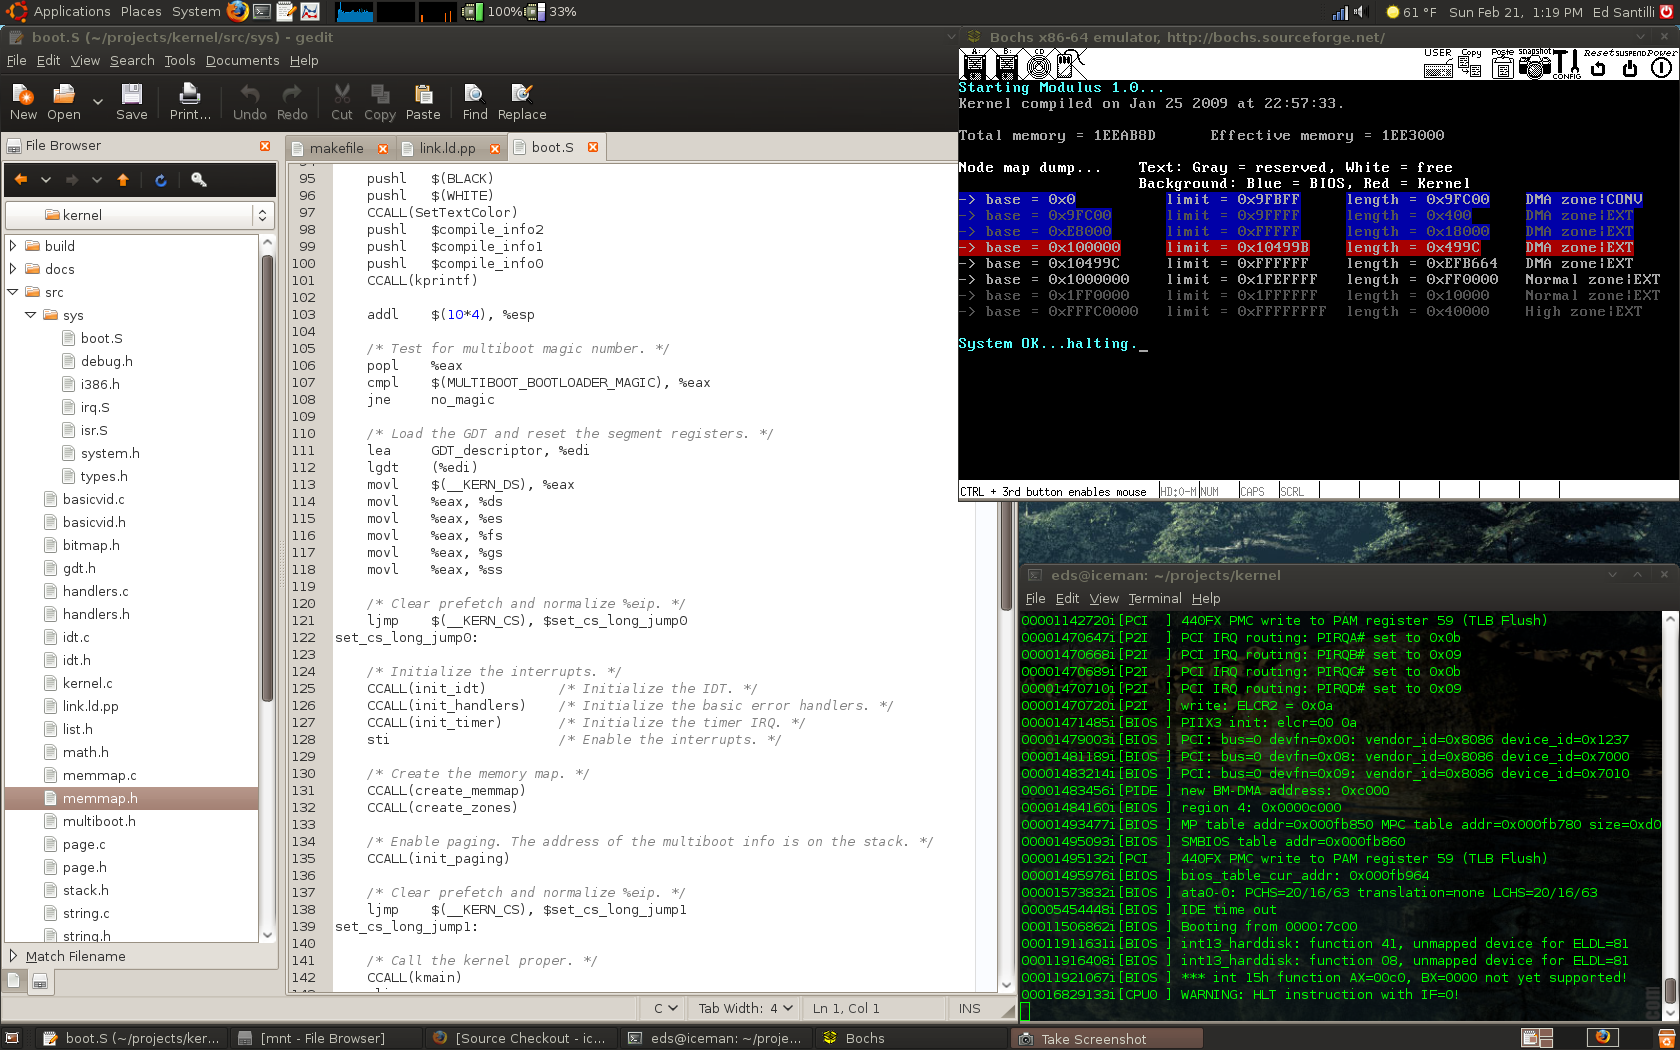 Applications Places System 100% 33% 61 °F Sun Feb 21, 1:19 PM Ed Santilli
boot.S (~/projects/kernel/src/sys) - gedit
File Edit View Search Tools Documents Help
New Open Save Print... Undo Redo Cut Copy Paste Find Replace
File Browser
kernel
build
docs
src
sys
boot.S
debug.h
i386.h
irq.S
isr.S
system.h
types.h
basicvid.c
basicvid.h
bitmap.h
gdt.h
handlers.c
handlers.h
idt.c
idt.h
kernel.c
link.ld.pp
list.h
math.h
memmap.c
memmap.h
multiboot.h
page.c
page.h
stack.h
string.c
string.h
Match Filename
makefile link.ld.pp boot.S
95 pushl $(BLACK)
96 pushl $(WHITE)
97 CCALL(SetTextColor)
98 pushl $compile_info2
99 pushl $compile_info1
100 pushl $compile_info0
101 CCALL(kprintf)
102
103 addl $(10*4), %esp
104
105 /* Test for multiboot magic number. */
106 popl %eax
107 cmpl $(MULTIBOOT_BOOTLOADER_MAGIC), %eax
108 jne no_magic
109
110 /* Load the GDT and reset the segment registers. */
111 lea GDT_descriptor, %edi
112 lgdt (%edi)
113 movl $(__KERN_DS), %eax
114 movl %eax, %ds
115 movl %eax, %es
116 movl %eax, %fs
117 movl %eax, %gs
118 movl %eax, %ss
119
120 /* Clear prefetch and normalize %eip. */
121 ljmp $(__KERN_CS), $set_cs_long_jump0
122 set_cs_long_jump0:
123
124 /* Initialize the interrupts. */
125 CCALL(init_idt) /* Initialize the IDT. */
126 CCALL(init_handlers) /* Initialize the basic error handlers. */
127 CCALL(init_timer) /* Initialize the timer IRQ. */
128 sti /* Enable the interrupts. */
129
130 /* Create the memory map. */
131 CCALL(create_memmap)
132 CCALL(create_zones)
133
134 /* Enable paging. The address of the multiboot info is on the stack. */
135 CCALL(init_paging)
136
137 /* Clear prefetch and normalize %eip. */
138 ljmp $(__KERN_CS), $set_cs_long_jump1
139 set_cs_long_jump1:
140
141 /* Call the kernel proper. */
142 CCALL(kmain)
C Tab Width: 4 Ln 1, Col 1 INS
Bochs x86-64 emulator, http://bochs.sourceforge.net/
A: B: CD USER Copy Paste Snapshot CONFIG Reset SUSPEND Power
Starting Modulus 1.0...
Kernel compiled on Jan 25 2009 at 22:57:33.
Total memory = 1EEAB8D Effective memory = 1EE3000
Node map dump... Text: Gray = reserved, White = free
Background: Blue = BIOS, Red = Kernel
-> base = 0x0 limit = 0x9FBFF length = 0x9FC00 DMA zone|CONV
-> base = 0x9FC00 limit = 0x9FFFF length = 0x400 DMA zone|EXT
-> base = 0xE8000 limit = 0xFFFFF length = 0x18000 DMA zone|EXT
-> base = 0x100000 limit = 0x10499B length = 0x499C DMA zone|EXT
-> base = 0x10499C limit = 0xFFFFFF length = 0xEFB664 DMA zone|EXT
-> base = 0x1000000 limit = 0x1FEFFFF length = 0xFF0000 Normal zone|EXT
-> base = 0x1FF0000 limit = 0x1FFFFFF length = 0x10000 Normal zone|EXT
-> base = 0xFFFC0000 limit = 0xFFFFFFFF length = 0x40000 High zone|EXT
System OK...halting._
CTRL + 3rd button enables mouse HD:0-M NUM CAPS SCRL
eds@iceman: ~/projects/kernel
File Edit View Terminal Help
00001142720i[PCI ] 440FX PMC write to PAM register 59 (TLB Flush)
00001470647i[P2I ] PCI IRQ routing: PIRQA# set to 0x0b
00001470668i[P2I ] PCI IRQ routing: PIRQB# set to 0x09
00001470689i[P2I ] PCI IRQ routing: PIRQC# set to 0x0b
00001470710i[P2I ] PCI IRQ routing: PIRQD# set to 0x09
00001470720i[P2I ] write: ELCR2 = 0x0a
00001471485i[BIOS ] PIIX3 init: elcr=00 0a
00001479003i[BIOS ] PCI: bus=0 devfn=0x00: vendor_id=0x8086 device_id=0x1237
00001481189i[BIOS ] PCI: bus=0 devfn=0x08: vendor_id=0x8086 device_id=0x7000
00001483214i[BIOS ] PCI: bus=0 devfn=0x09: vendor_id=0x8086 device_id=0x7010
00001483456i[PIDE ] new BM-DMA address: 0xc000
00001484160i[BIOS ] region 4: 0x0000c000
00001493477i[BIOS ] MP table addr=0x000fb850 MPC table addr=0x000fb780 size=0xd0
00001495093i[BIOS ] SMBIOS table addr=0x000fb860
00001495132i[PCI ] 440FX PMC write to PAM register 59 (TLB Flush)
00001495976i[BIOS ] bios_table_cur_addr: 0x000fb964
00001573832i[BIOS ] ata0-0: PCHS=20/16/63 translation=none LCHS=20/16/63
00005454448i[BIOS ] IDE time out
00011506862i[BIOS ] Booting from 0000:7c00
00011911631i[BIOS ] int13_harddisk: function 41, unmapped device for ELDL=81
00011916408i[BIOS ] int13_harddisk: function 08, unmapped device for ELDL=81
00011921067i[BIOS ] *** int 15h function AX=00c0, BX=0000 not yet supported!
00016829133i[CPU0 ] WARNING: HLT instruction with IF=0!
boot.S (~/projects/ker... [mnt - File Browser] [Source Checkout - ic... eds@iceman: ~/proje... Bochs Take Screenshot